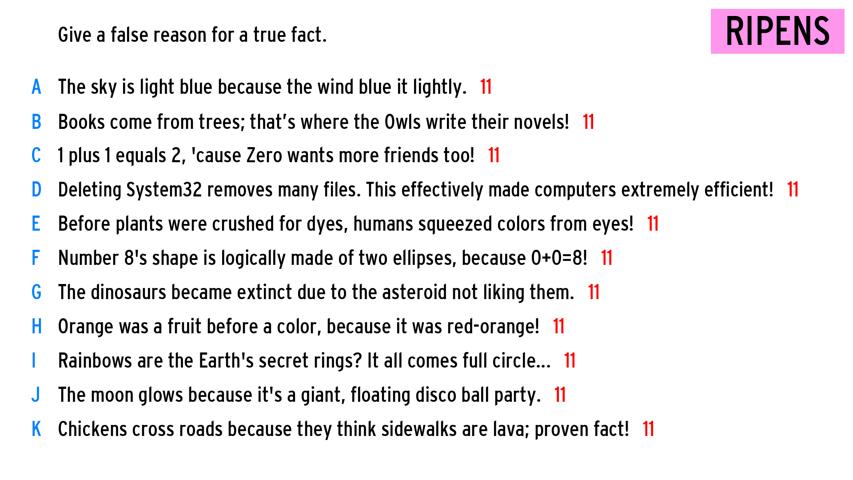 Give a false reason for a true fact.
RIPENS
A The sky is light blue because the wind blue it lightly. 11
B Books come from trees; that's where the Owls write their novels! 11
C 1 plus 1 equals 2, 'cause Zero wants more friends too! 11
D Deleting System32 removes many files. This effectively made computers extremely efficient! 11
E Before plants were crushed for dyes, humans squeezed colors from eyes! 11
F Number 8's shape is logically made of two ellipses, because 0+0=8! 11
G The dinosaurs became extinct due to the asteroid not liking them. 11
H Orange was a fruit before a color, because it was red-orange! 11
I Rainbows are the Earth's secret rings? It all comes full circle... 11
J The moon glows because it's a giant, floating disco ball party. 11
K Chickens cross roads because they think sidewalks are lava; proven fact! 11